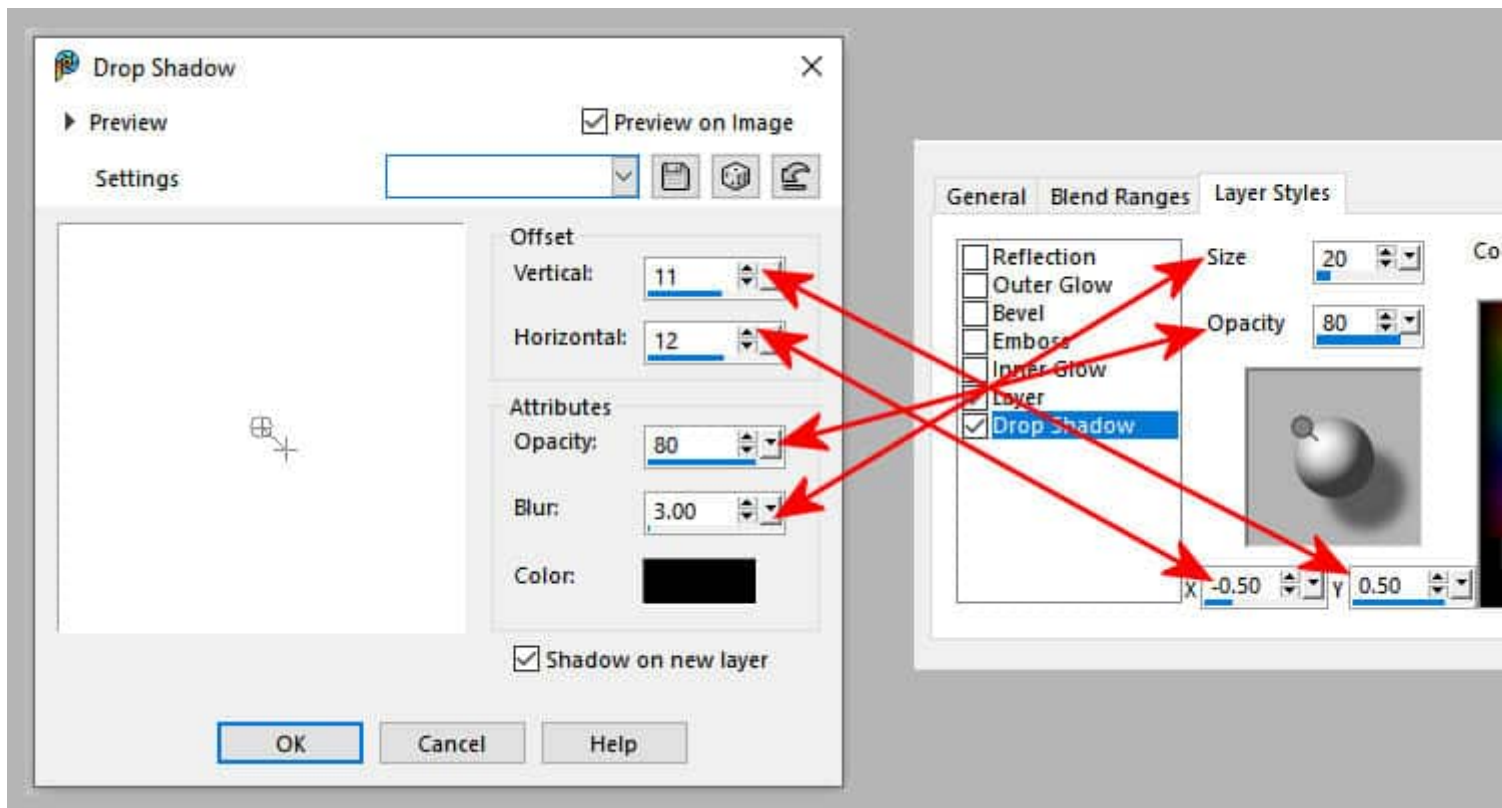 Drop Shadow
Preview
Preview on Image
Settings
Offset
Vertical: 11
Horizontal: 12
Attributes
Opacity: 80
Blur: 3.00
Color:
Shadow on new layer
OK Cancel Help
General Blend Ranges Layer Styles
Reflection
Outer Glow
Bevel
Emboss
Inner Glow
Layer
Drop Shadow
Size 20
Opacity 80
X -0.50 Y 0.50
Co